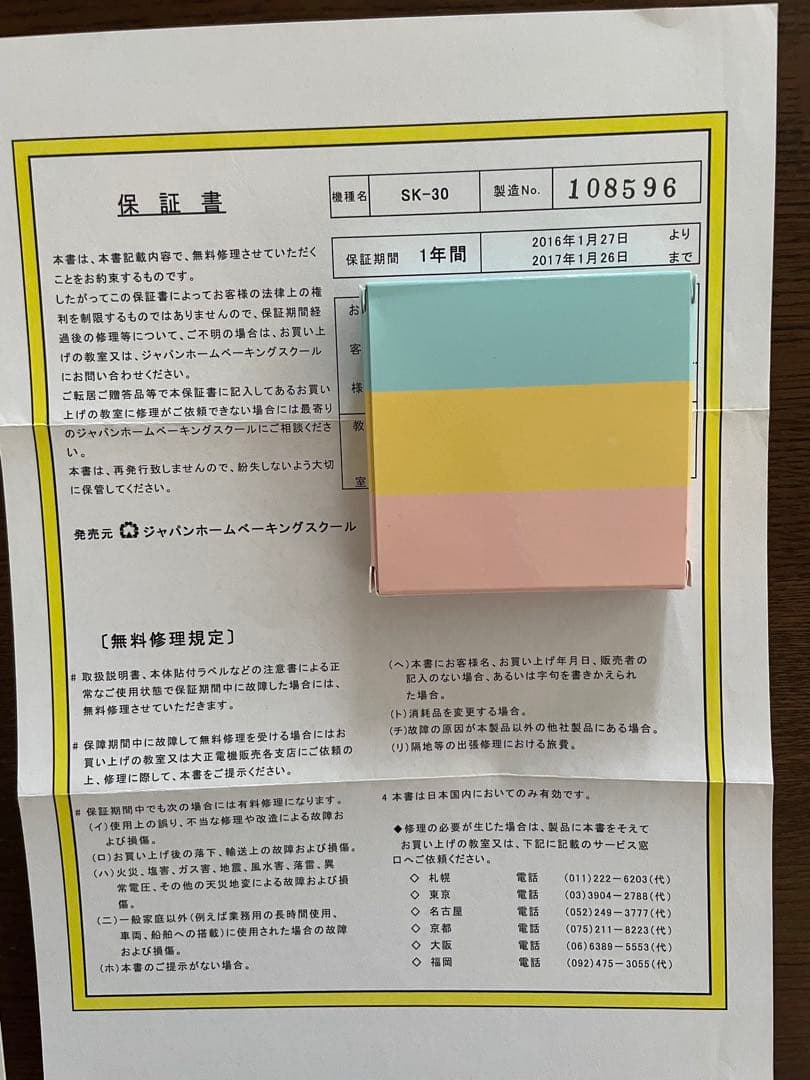 保証書
機種名 SK-30 製造No. 108596
保証期間 1年間 2016年1月27日 より
2017年1月26日 まで
本書は、本書記載内容で、無料修理させていただく
ことをお約束するものです。
したがってこの保証書によってお客様の法律上の権
利を制限するものではありませんので、保証期間経
過後の修理等について、ご不明の場合は、お買い上
げの教室又は、ジャパンホームベーキングスクール
にお問い合わせください。
ご転居ご贈答品等で本保証書に記入してあるお買い
上げの教室に修理がご依頼できない場合には最寄り
のジャパンホームベーキングスクールにご相談くださ
い。
本書は、再発行致しませんので、紛失しないよう大切
に保管してください。
お
客
様
教
室
発売元 ジャパンホームベーキングスクール
〔無料修理規定〕
# 取扱説明書、本体貼付ラベルなどの注意書による正
常なご使用状態で保証期間中に故障した場合には、
無料修理させていただきます。
# 保障期間中に故障して無料修理を受ける場合にはお
買い上げの教室又は大正電機販売各支店にご依頼の
上、修理に際して、本書をご提示ください。
# 保証期間中でも次の場合には有料修理になります。
(イ)使用上の誤り、不当な修理や改造による故障お
よび損傷。
(ロ)お買い上げ後の落下、輸送上の故障および損傷。
(ハ)火災、塩害、ガス害、地震、風水害、落雷、異
常電圧、その他の天災地変による故障および損
傷。
(ニ)一般家庭以外(例えば業務用の長時間使用、
車両、船舶への搭載)に使用された場合の故障
および損傷。
(ホ)本書のご提示がない場合。
(ヘ)本書にお客様名、お買い上げ年月日、販売者の
記入のない場合、あるいは字句を書きかえられ
た場合。
(ト)消耗品を変更する場合。
(チ)故障の原因が本製品以外の他社製品にある場合。
(リ)隔地等の出張修理における旅費。
4 本書は日本国内においてのみ有効です。
◆修理の必要が生じた場合は、製品に本書をそえて
お買い上げの教室又は、下記に記載のサービス窓
口へご依頼ください。
◇ 札幌 電話 (011)222-6203(代)
◇ 東京 電話 (03)3904-2788(代)
◇ 名古屋 電話 (052)249-3777(代)
◇ 京都 電話 (075)211-8223(代)
◇ 大阪 電話 (06)6389-5553(代)
◇ 福岡 電話 (092)475-3055(代)